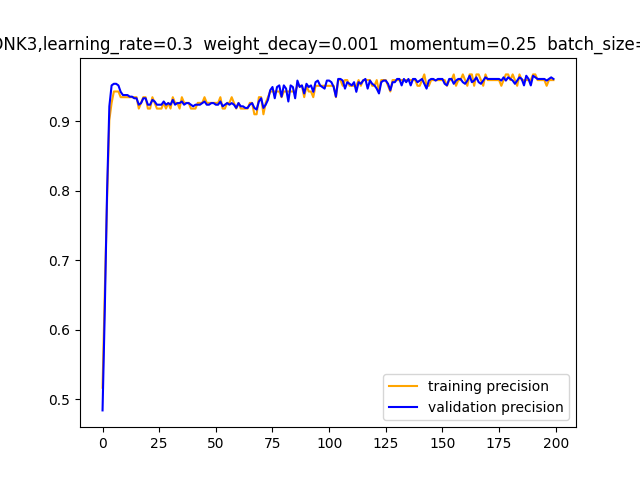 ONK3,learning_rate=0.3 weight_decay=0.001 momentum=0.25 batch_size=
0.9
0.8
0.7
0.6
0.5
training precision
validation precision
0 25 50 75 100 125 150 175 200